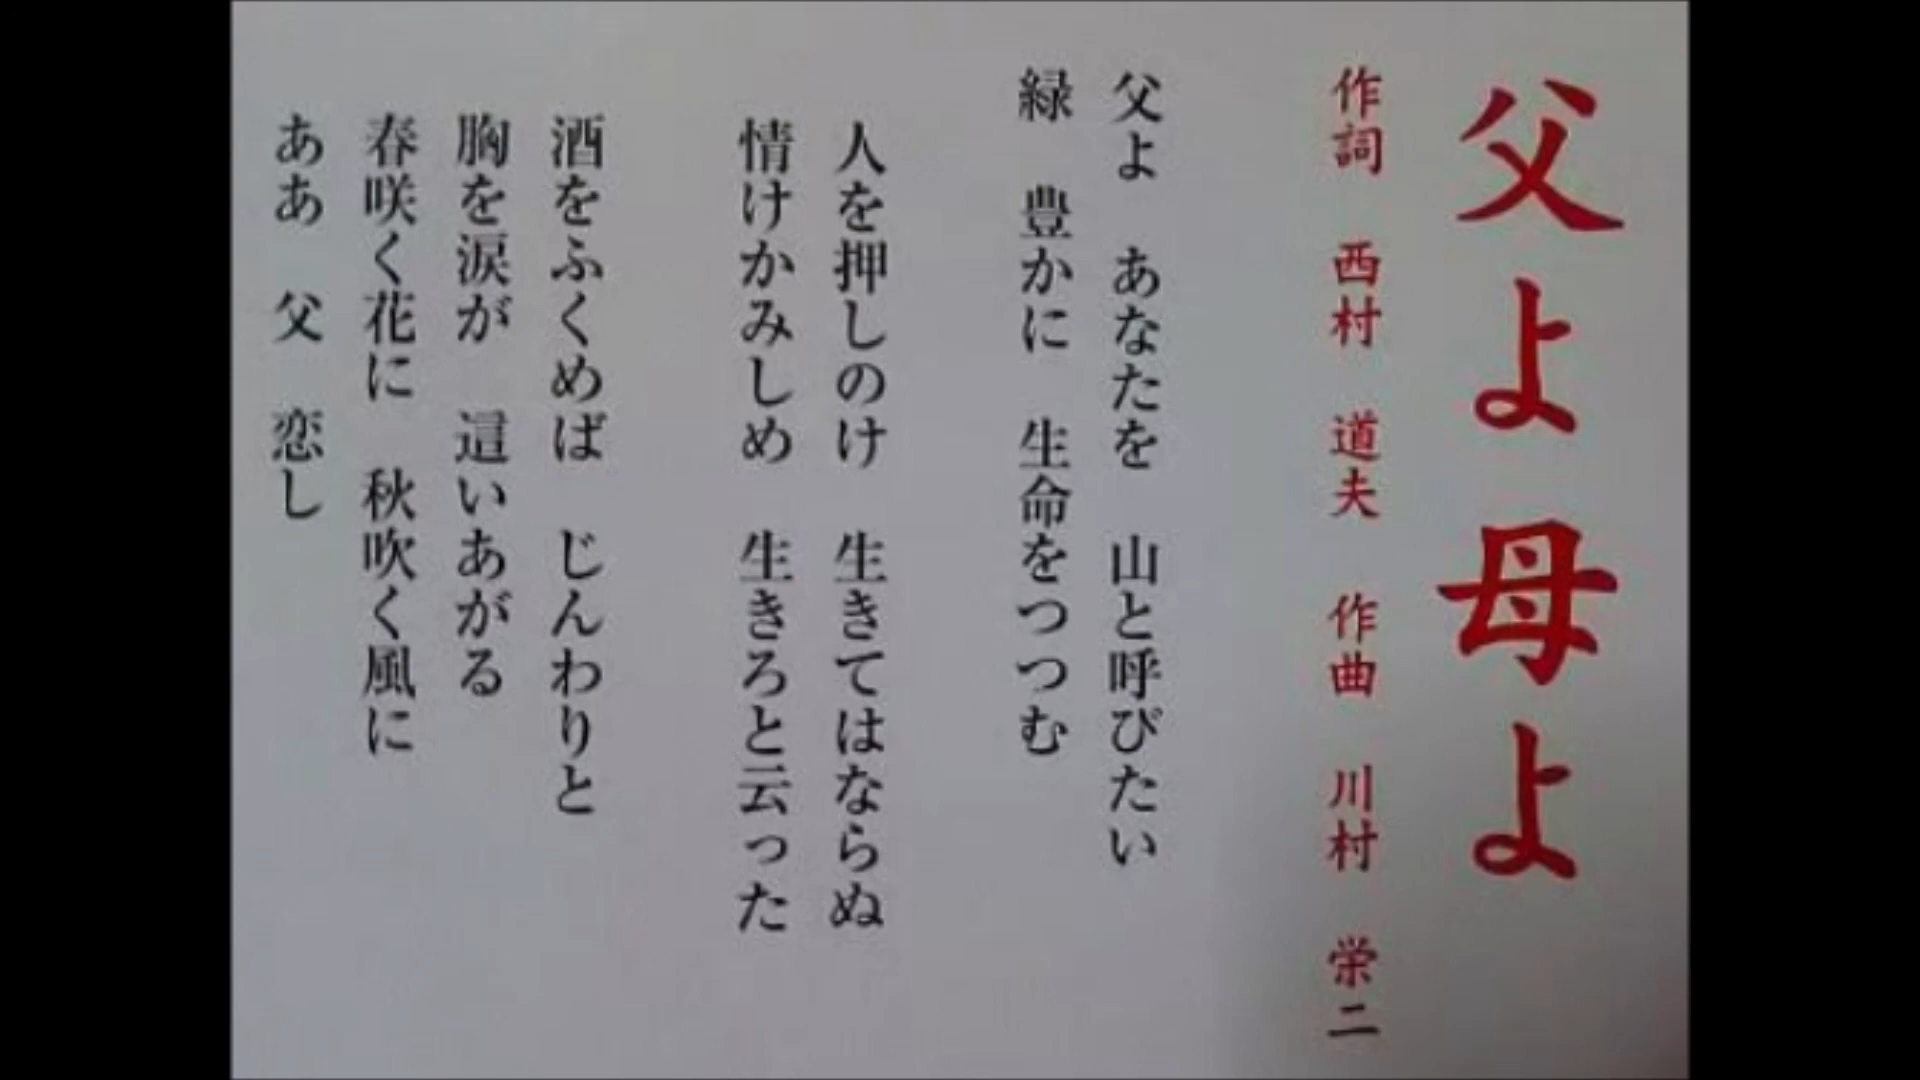 父よ母よ
作詞　西村　道夫　作曲　川村　栄二
父よ　あなたを　山と呼びたい
緑　豊かに　生命をつつむ
人を押しのけ　生きてはならぬ
情けかみしめ　生きろと云った
酒をふくめば　じんわりと
胸を涙が　這いあがる
春咲く花に　秋吹く風に
ああ　父　恋し